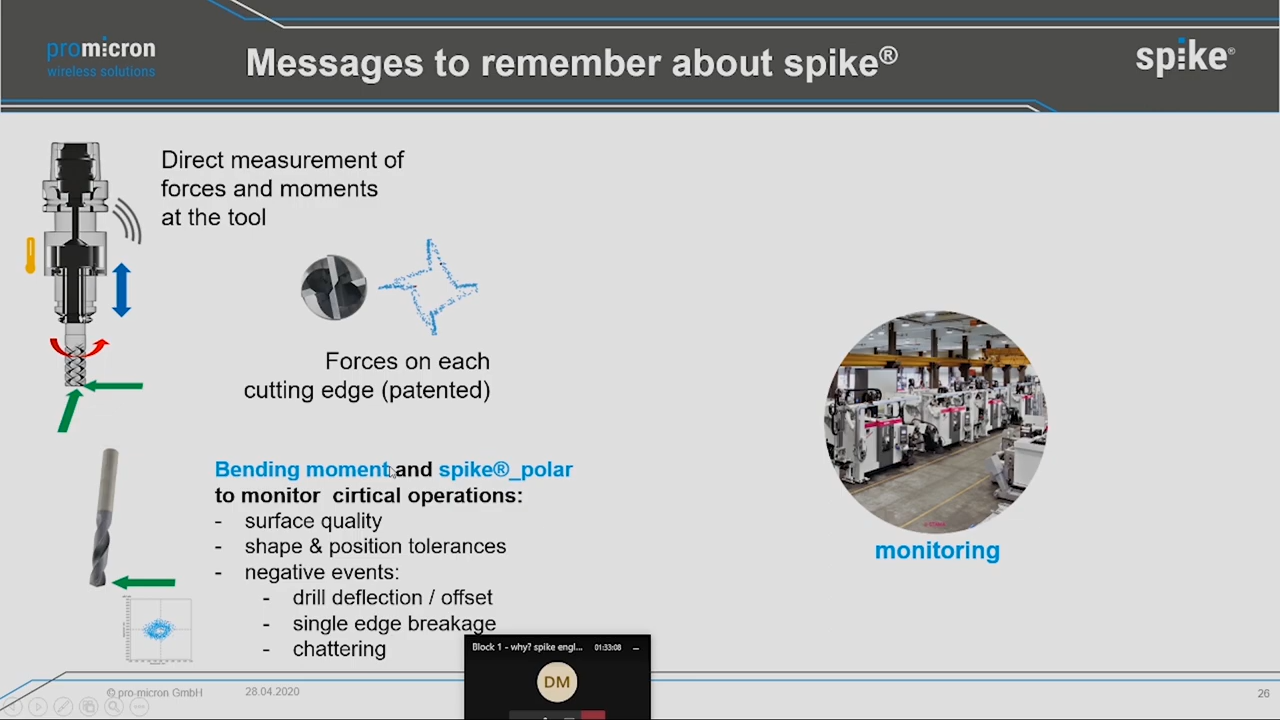 promicron
wireless solutions
Messages to remember about spike®
spike®
Direct measurement of
forces and moments
at the tool
Forces on each
cutting edge (patented)
Bending moment and spike®_polar
to monitor cirtical operations:
- surface quality
- shape & position tolerances
- negative events:
- drill deflection / offset
- single edge breakage
- chattering
monitoring
Block 1 - why? spike engl... 01:33:08
DM
© pro-micron GmbH
28.04.2020
26